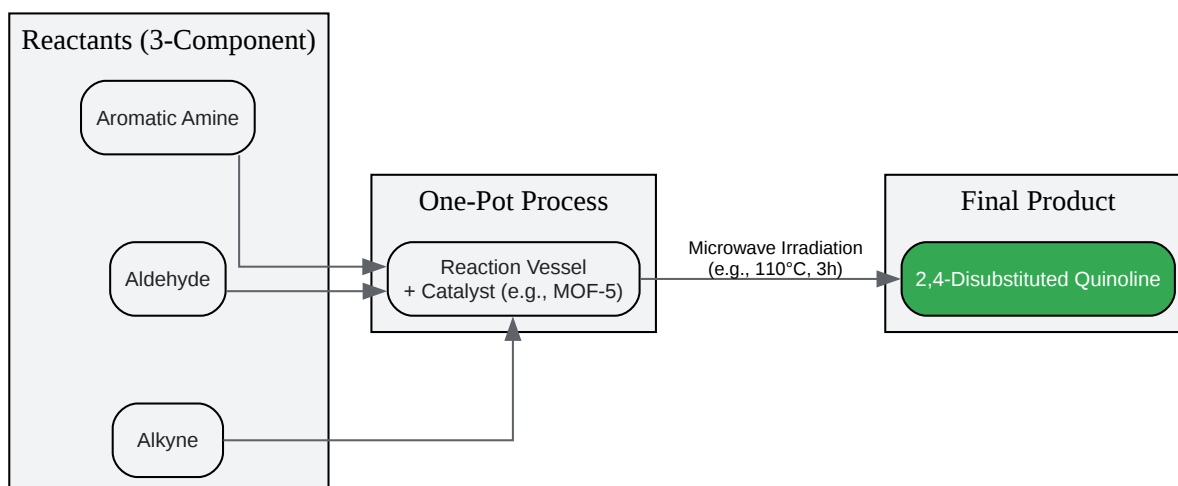 Reactants (3-Component)
Aromatic Amine
Aldehyde
Alkyne
One-Pot Process
Reaction Vessel
+ Catalyst (e.g., MOF-5)
Microwave Irradiation
(e.g., 110°C, 3h)
Final Product
2,4-Disubstituted Quinoline